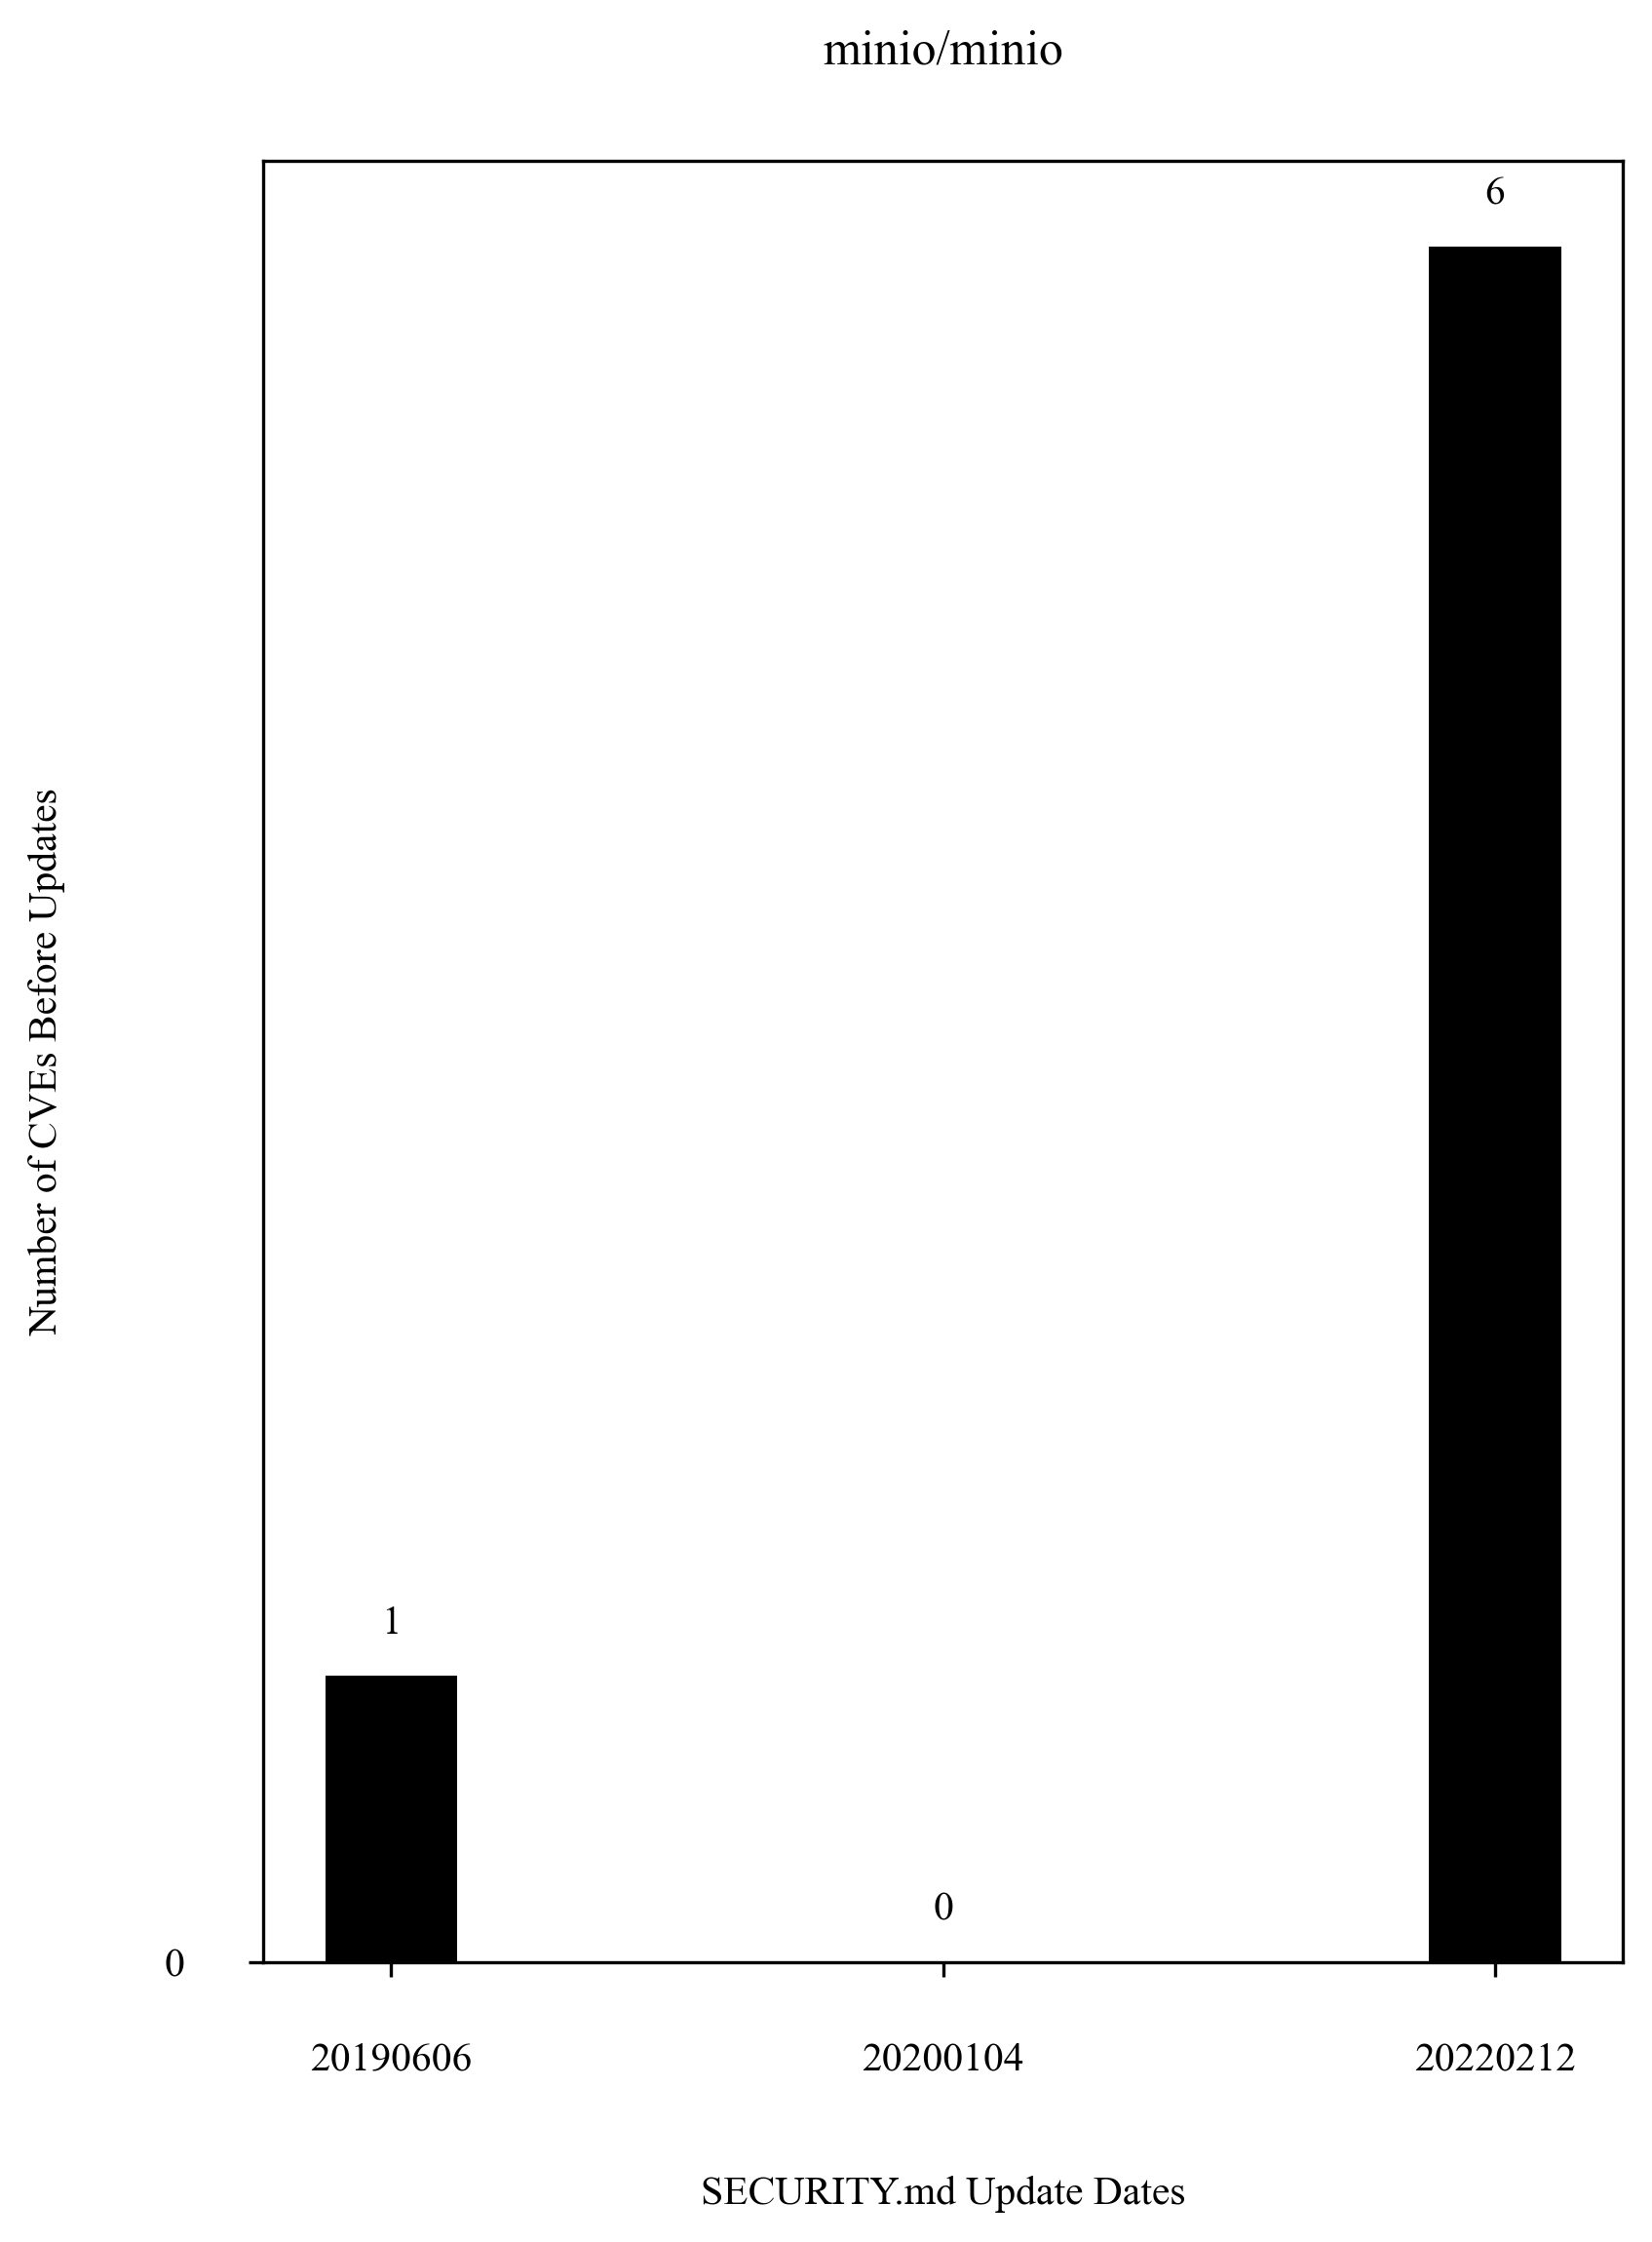 minio/minio
6
Number of CVEs Before Updates
1
0
0
20190606 20200104 20220212
SECURITY.md Update Dates